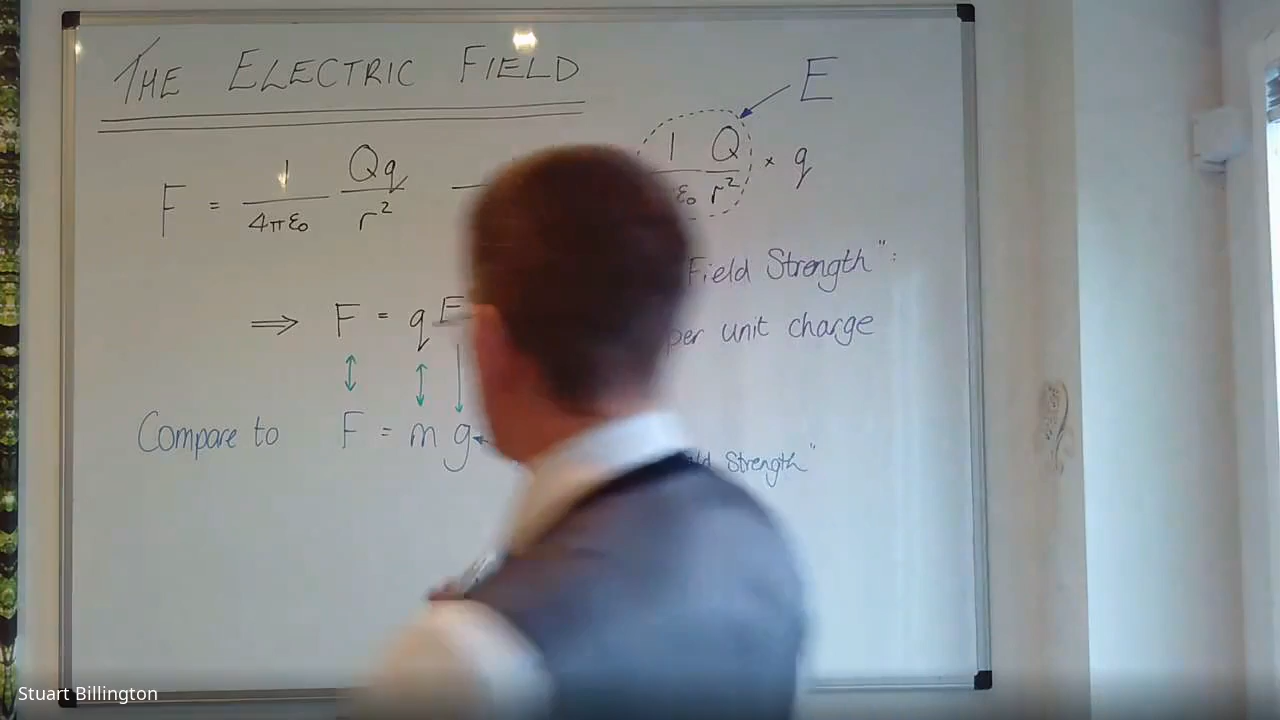 THE ELECTRIC FIELD
E
F = 1/4πε₀ Qq/r² 1/ε₀ Q/r² × q
Field Strength":
⇒ F = qE per unit charge
Compare to F = mg
Strength"
Stuart Billington